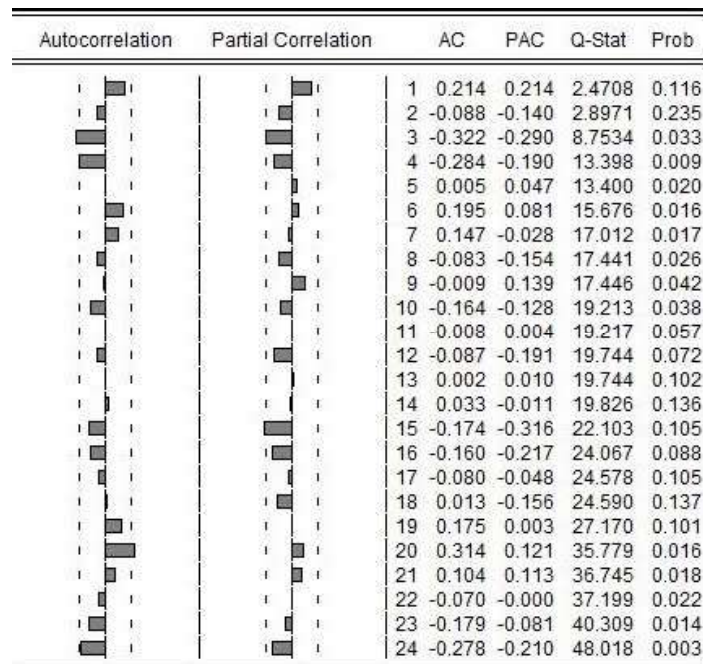 Autocorrelation Partial Correlation AC PAC Q-Stat Prob
1 0.214 0.214 2.4708 0.116
2 -0.088 -0.140 2.8971 0.235
3 -0.322 -0.290 8.7534 0.033
4 -0.284 -0.190 13.398 0.009
5 0.005 0.047 13.400 0.020
6 0.195 0.081 15.676 0.016
7 0.147 -0.028 17.012 0.017
8 -0.083 -0.154 17.441 0.026
9 -0.009 0.139 17.446 0.042
10 -0.164 -0.128 19.213 0.038
11 0.008 0.004 19.217 0.057
12 -0.087 -0.191 19.744 0.072
13 0.002 0.010 19.744 0.102
14 0.033 -0.011 19.826 0.136
15 -0.174 -0.316 22.103 0.105
16 -0.160 -0.217 24.067 0.088
17 -0.080 -0.048 24.578 0.105
18 0.013 -0.156 24.590 0.137
19 0.175 0.003 27.170 0.101
20 0.314 0.121 35.779 0.016
21 0.104 0.113 36.745 0.018
22 -0.070 -0.000 37.199 0.022
23 -0.179 -0.081 40.309 0.014
24 -0.278 -0.210 48.018 0.003